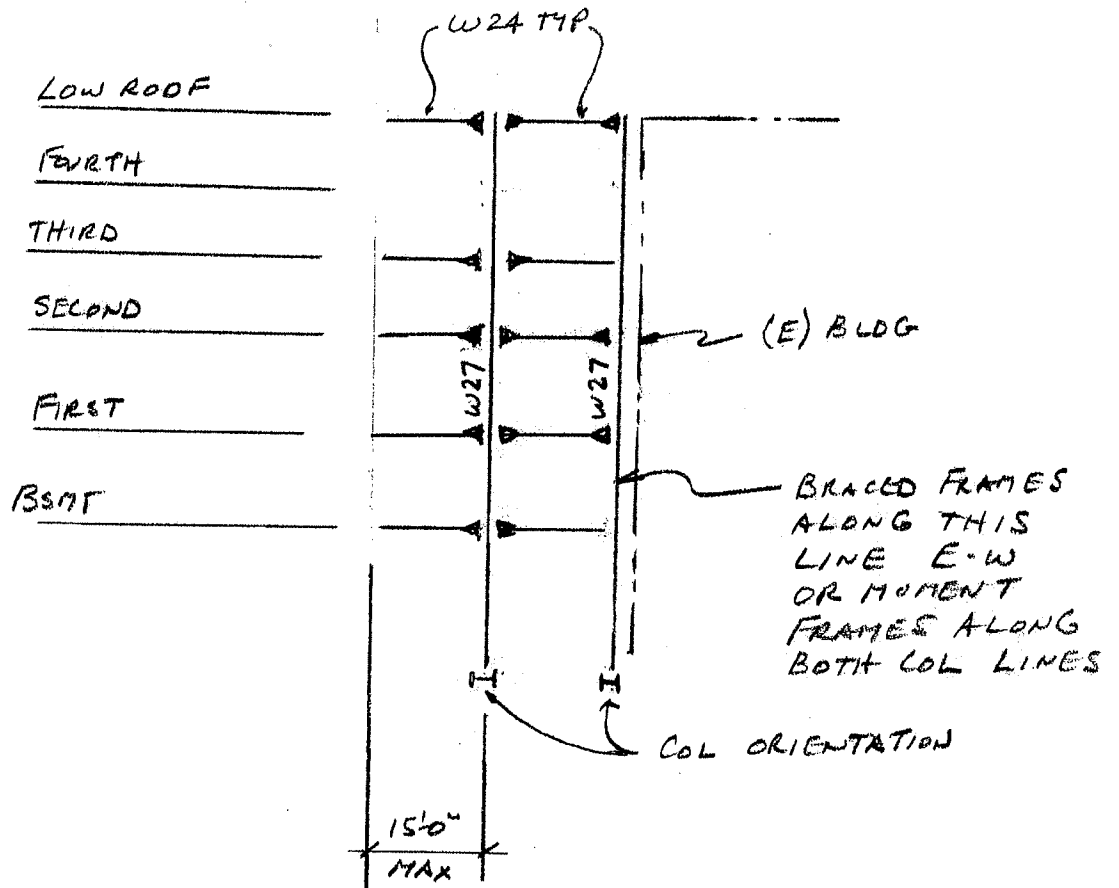 W24 TYP.
LOW ROOF
FOURTH
THIRD
SECOND
(E) BLDG
W27
W27
FIRST
BRACED FRAMES
ALONG THIS
LINE E-W
OR MOMENT
FRAMES ALONG
BOTH COL LINES
BSMT
COL ORIENTATION
15'0"
MAX